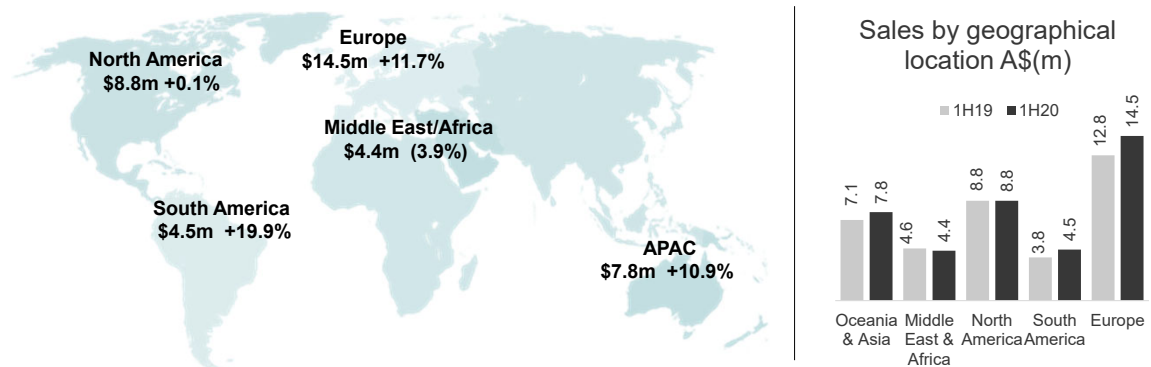 North America
$8.8m +0.1%
Europe
$14.5m +11.7%
Middle East/Africa
$4.4m (3.9%)
South America
$4.5m +19.9%
APAC
$7.8m +10.9%
Sales by geographical
location A$(m)
1H19 1H20
7.1 7.8 4.6 4.4 8.8 8.8 3.8 4.5 12.8 14.5
Oceania Middle North South Europe
& Asia East & America America
Africa